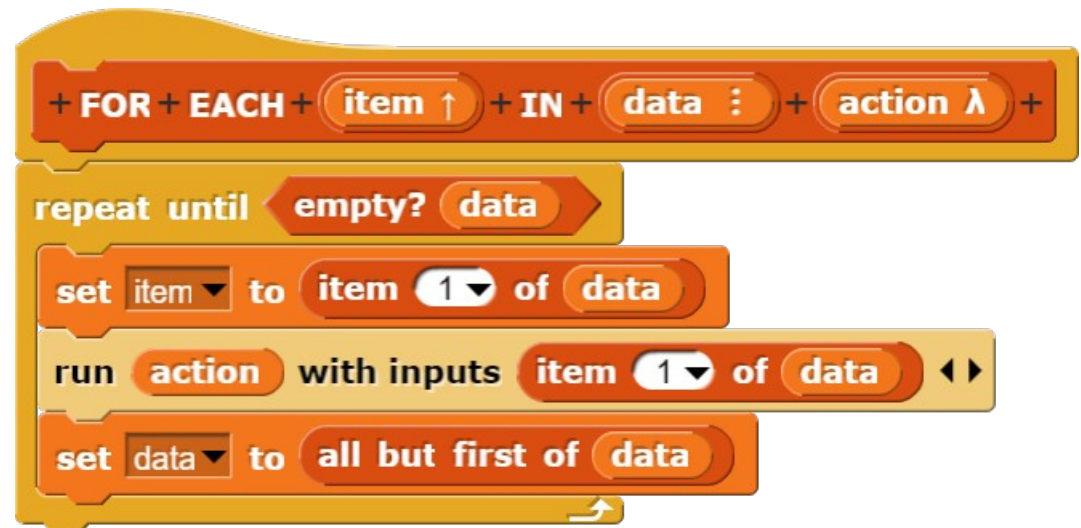 + FOR + EACH + item ↑ + IN + data ⋮ + action λ +
repeat until empty? data
set item to item 1 of data
run action with inputs item 1 of data
set data to all but first of data